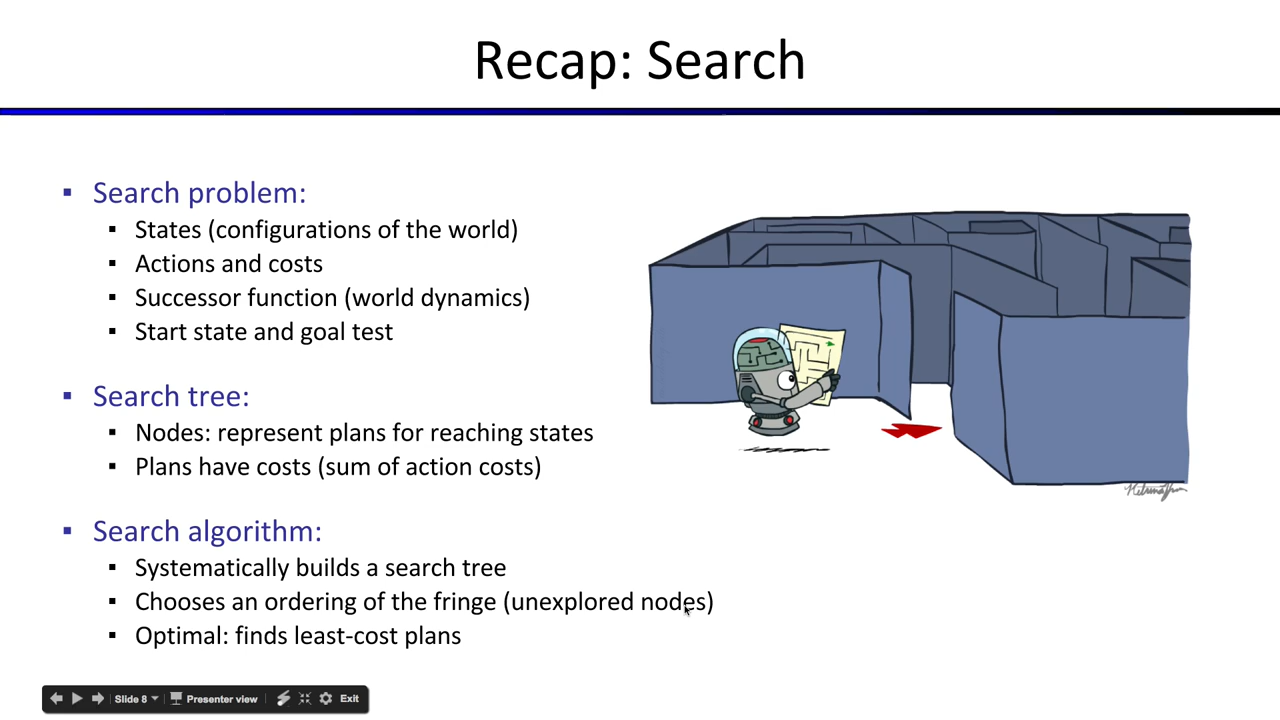 Recap: Search
▪ Search problem:
▪ States (configurations of the world)
▪ Actions and costs
▪ Successor function (world dynamics)
▪ Start state and goal test
▪ Search tree:
▪ Nodes: represent plans for reaching states
▪ Plans have costs (sum of action costs)
▪ Search algorithm:
▪ Systematically builds a search tree
▪ Chooses an ordering of the fringe (unexplored nodes)
▪ Optimal: finds least-cost plans
Slide 8 Presenter view Exit